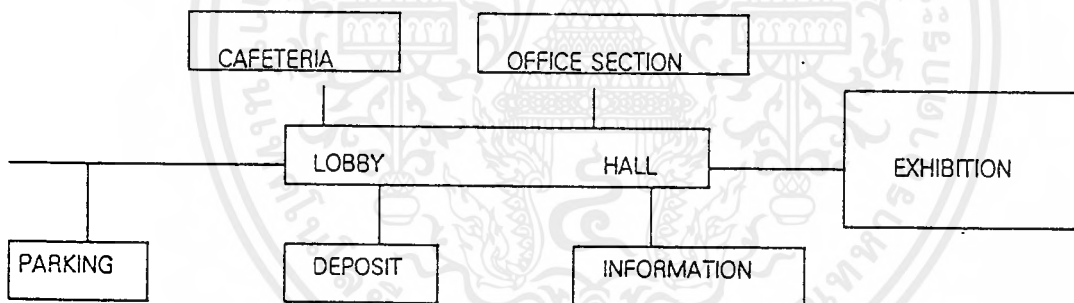 CAFETERIA
OFFICE SECTION
LOBBY
HALL
EXHIBITION
PARKING
DEPOSIT
INFORMATION